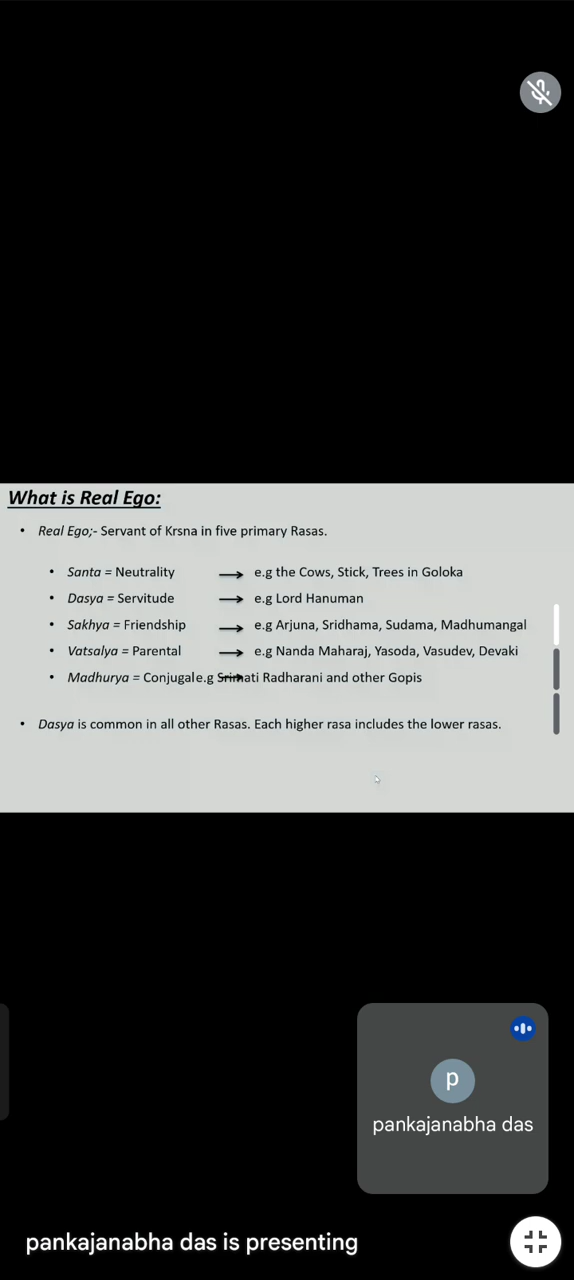 What is Real Ego:
• Real Ego;- Servant of Krsna in five primary Rasas.
• Santa = Neutrality → e.g the Cows, Stick, Trees in Goloka
• Dasya = Servitude → e.g Lord Hanuman
• Sakhya = Friendship → e.g Arjuna, Sridhama, Sudama, Madhumangal
• Vatsalya = Parental → e.g Nanda Maharaj, Yasoda, Vasudev, Devaki
• Madhurya = Conjugale.g Srimati Radharani and other Gopis
• Dasya is common in all other Rasas. Each higher rasa includes the lower rasas.
p
pankajanabha das
pankajanabha das is presenting